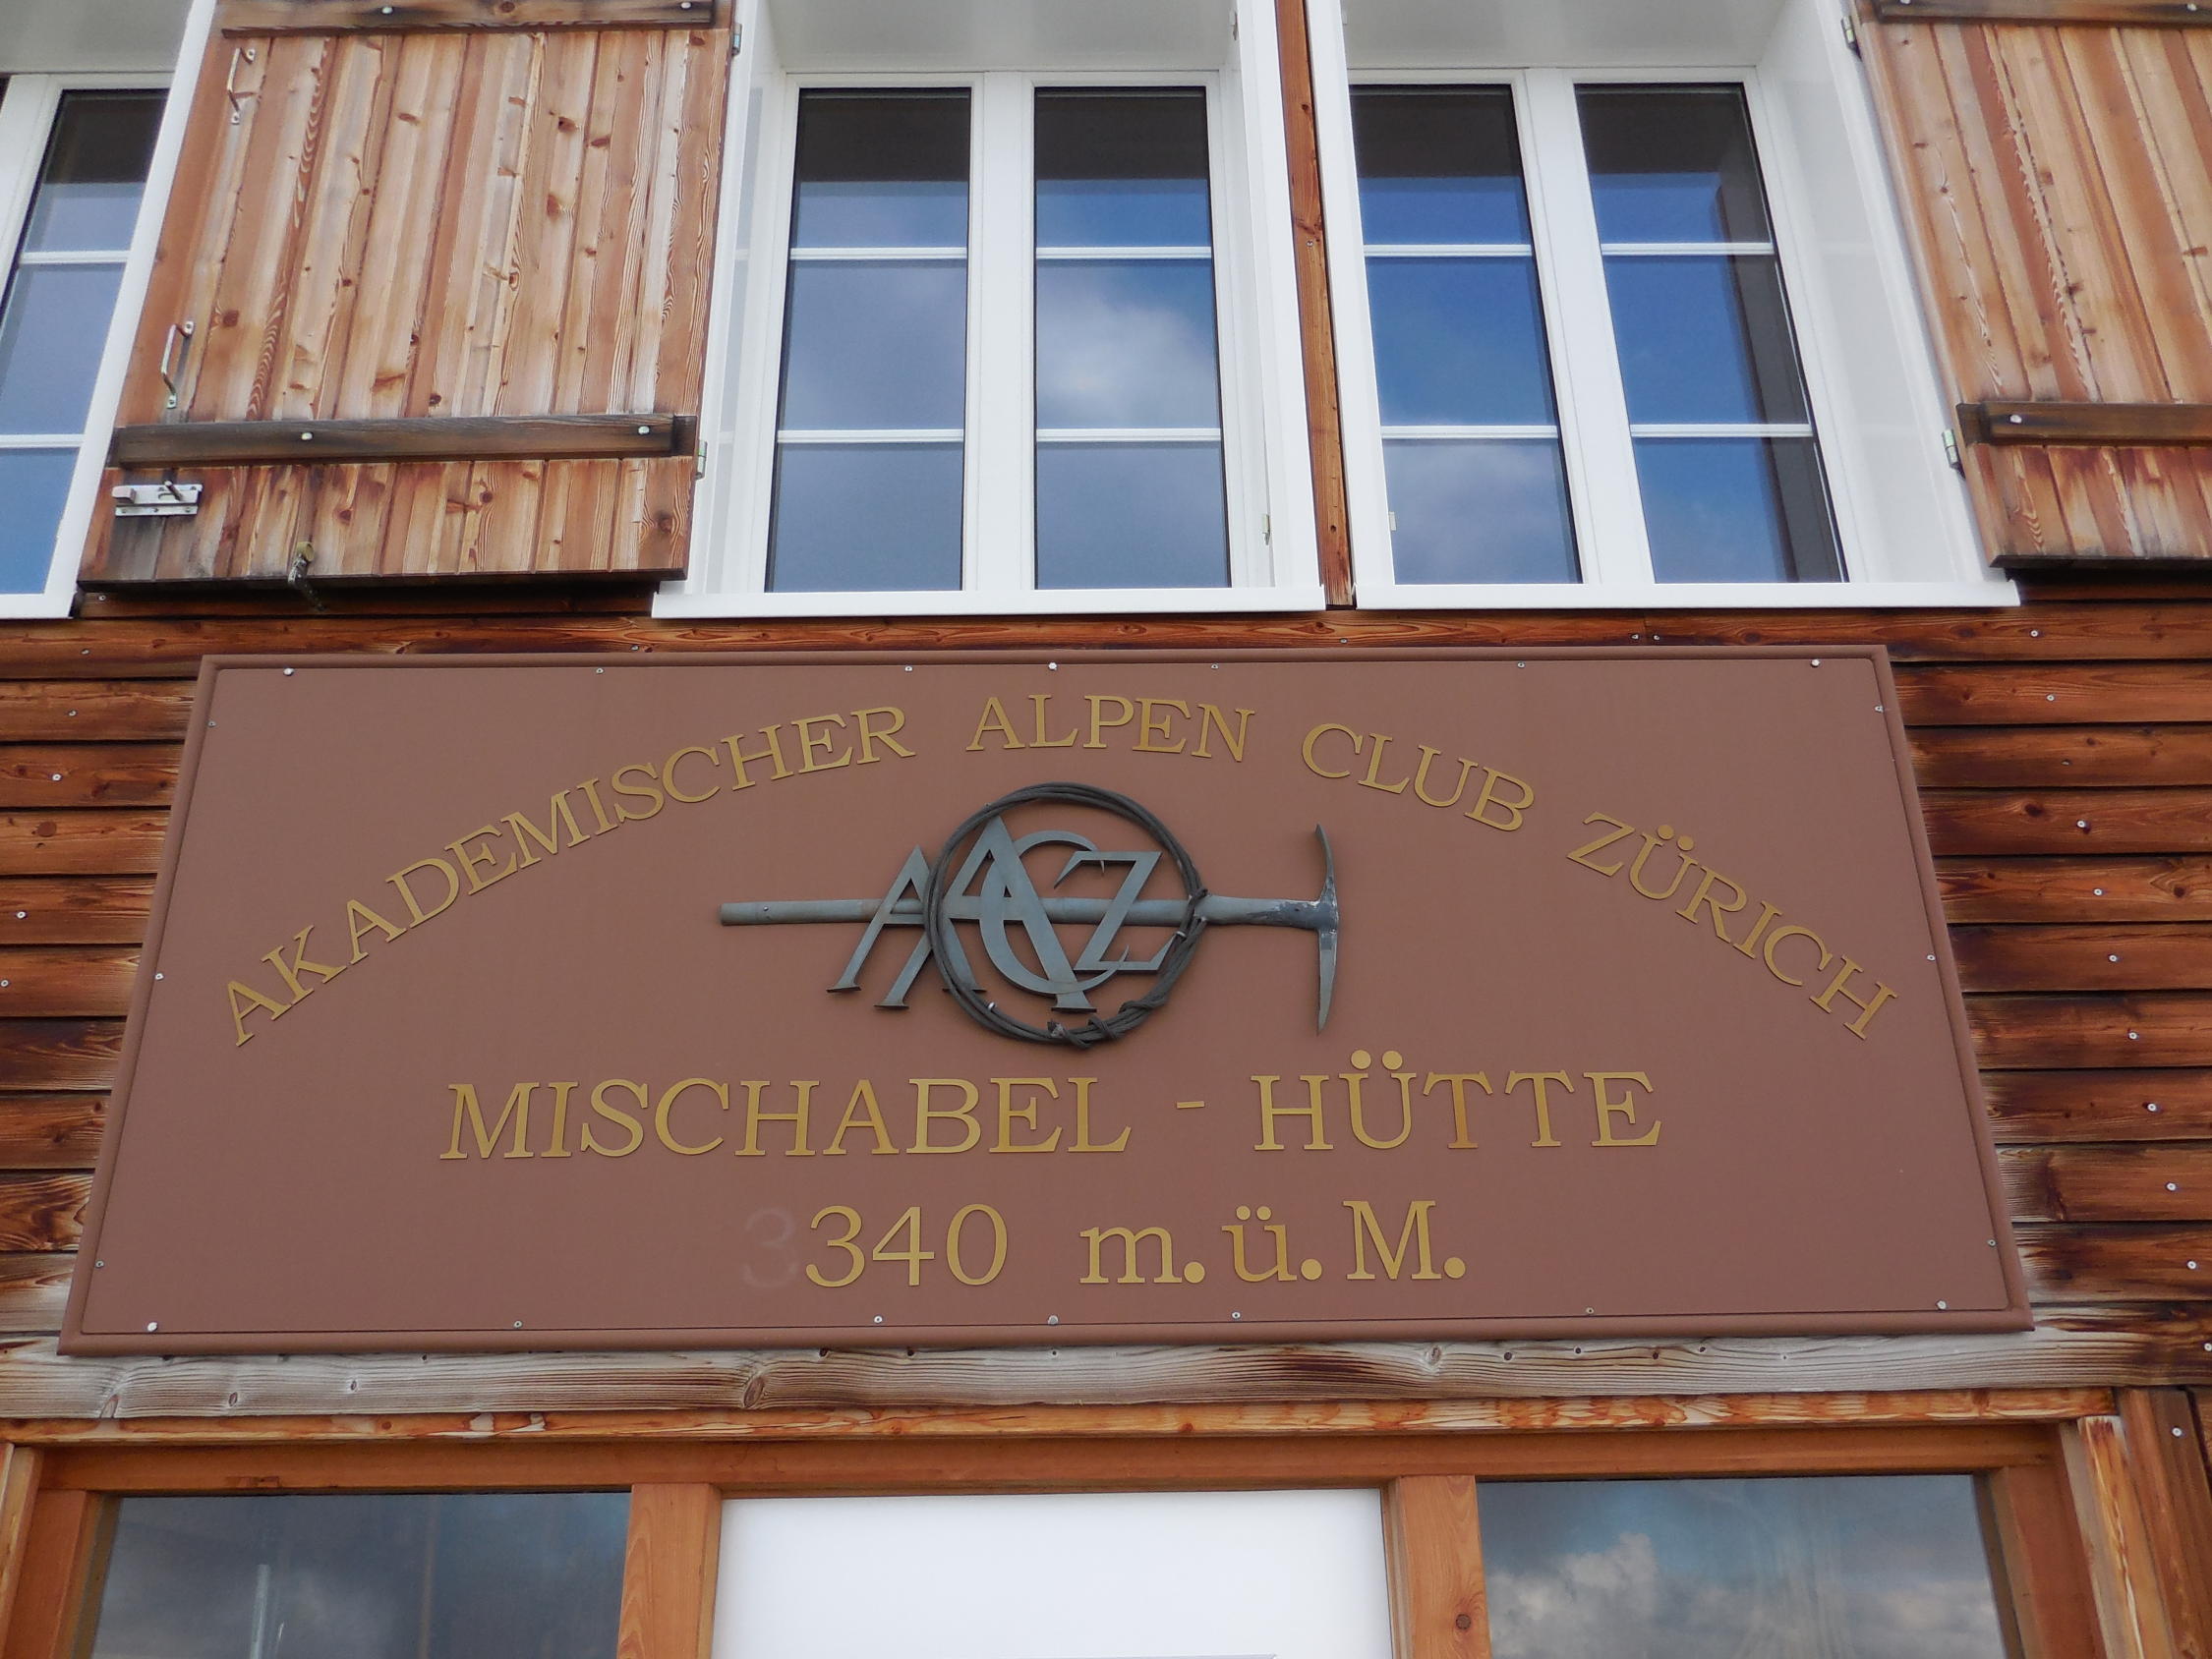 AKADEMISCHER ALPEN CLUB ZÜRICH
AACZ
MISCHABEL - HÜTTE
3340 m.ü.M.